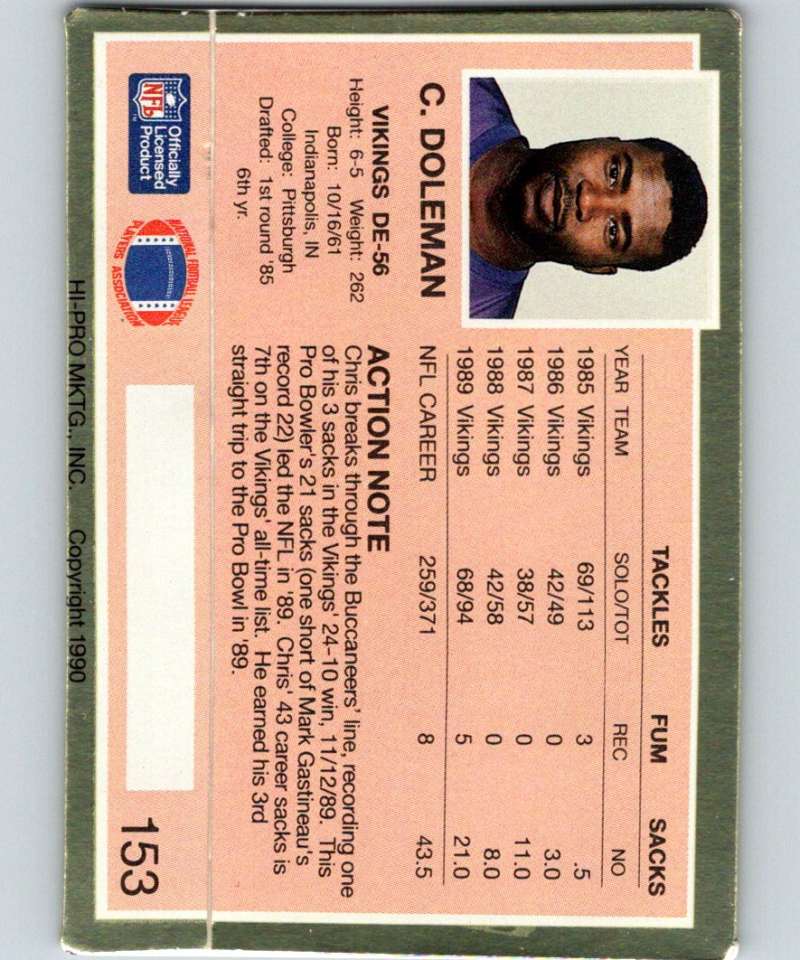 C. DOLEMAN
VIKINGS DE-56
Height: 6-5 Weight: 262
Born: 10/16/61
Indianapolis, IN
College: Pittsburgh
Drafted: 1st round '85
6th yr.
TACKLES FUM SACKS
YEAR TEAM SOLO/TOT REC NO
1985 Vikings 69/113 3 .5
1986 Vikings 42/49 0 3.0
1987 Vikings 38/57 0 11.0
1988 Vikings 42/58 0 8.0
1989 Vikings 68/94 5 21.0
NFL CAREER 259/371 8 43.5
ACTION NOTE
Chris breaks through the Buccaneers' line, recording one
of his 3 sacks in the Vikings' 24-10 win, 11/12/89. This
Pro Bowler's 21 sacks (one short of Mark Gastineau's
record 22) led the NFL in '89. Chris' 43 career sacks is
7th on the Vikings' all-time list. He earned his 3rd
straight trip to the Pro Bowl in '89.
NFL
TM
Officially
Licensed
Product
NATIONAL FOOTBALL LEAGUE
PLAYERS ASSOCIATION
153
HI-PRO MKTG., INC. Copyright 1990